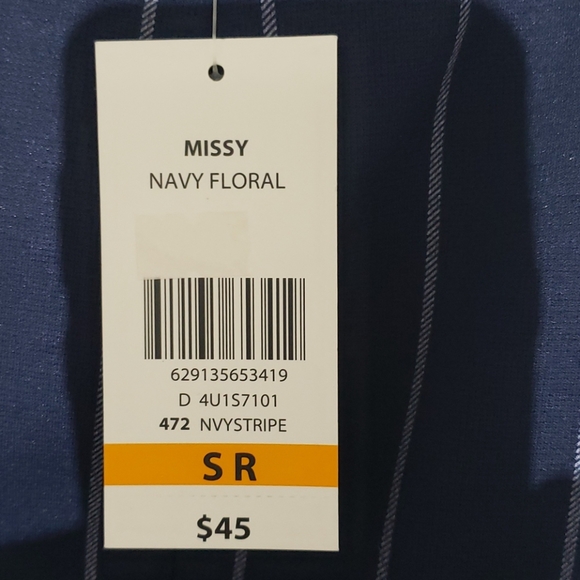 MISSY
NAVY FLORAL
629135653419
D 4U1S7101
472 NVYSTRIPE
S R
$45